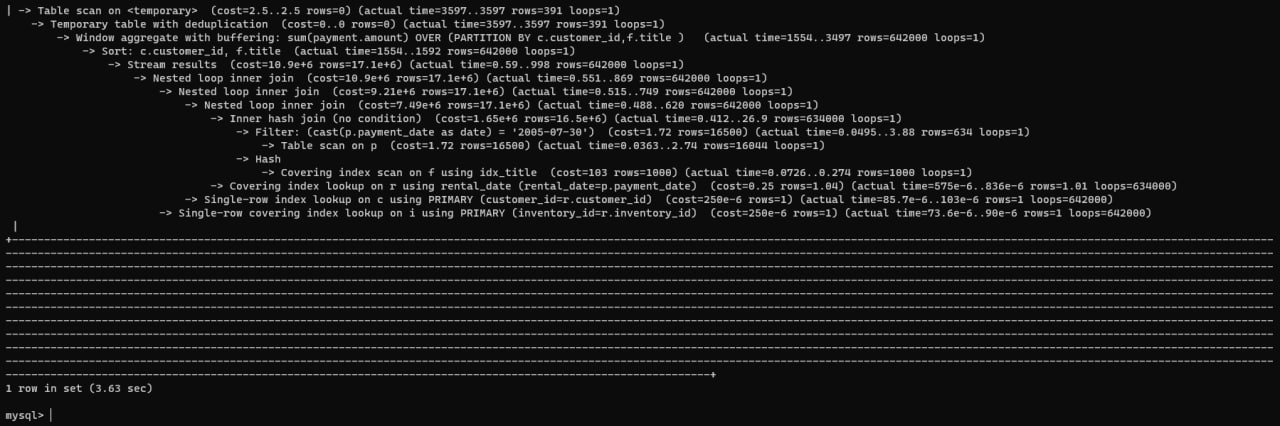 | -> Table scan on <temporary>  (cost=2.5..2.5 rows=0) (actual time=3597..3597 rows=391 loops=1)
-> Temporary table with deduplication  (cost=0..0 rows=0) (actual time=3597..3597 rows=391 loops=1)
-> Window aggregate with buffering: sum(payment.amount) OVER (PARTITION BY c.customer_id,f.title )   (actual time=1554..3497 rows=642000 loops=1)
-> Sort: c.customer_id, f.title  (actual time=1554..1592 rows=642000 loops=1)
-> Stream results  (cost=10.9e+6 rows=17.1e+6) (actual time=0.59..998 rows=642000 loops=1)
-> Nested loop inner join  (cost=10.9e+6 rows=17.1e+6) (actual time=0.551..869 rows=642000 loops=1)
-> Nested loop inner join  (cost=9.21e+6 rows=17.1e+6) (actual time=0.515..749 rows=642000 loops=1)
-> Nested loop inner join  (cost=7.49e+6 rows=17.1e+6) (actual time=0.488..620 rows=642000 loops=1)
-> Inner hash join (no condition)  (cost=1.65e+6 rows=16.5e+6) (actual time=0.412..26.9 rows=634000 loops=1)
-> Filter: (cast(p.payment_date as date) = '2005-07-30')  (cost=1.72 rows=16500) (actual time=0.0495..3.88 rows=634 loops=1)
-> Table scan on p  (cost=1.72 rows=16500) (actual time=0.0363..2.74 rows=16044 loops=1)
-> Hash
-> Covering index scan on f using idx_title  (cost=103 rows=1000) (actual time=0.0726..0.274 rows=1000 loops=1)
-> Covering index lookup on r using rental_date (rental_date=p.payment_date)  (cost=0.25 rows=1.04) (actual time=575e-6..836e-6 rows=1.01 loops=634000)
-> Single-row index lookup on c using PRIMARY (customer_id=r.customer_id)  (cost=250e-6 rows=1) (actual time=85.7e-6..103e-6 rows=1 loops=642000)
-> Single-row covering index lookup on i using PRIMARY (inventory_id=r.inventory_id)  (cost=250e-6 rows=1) (actual time=73.6e-6..90e-6 rows=1 loops=642000)
|
1 row in set (3.63 sec)
mysql>